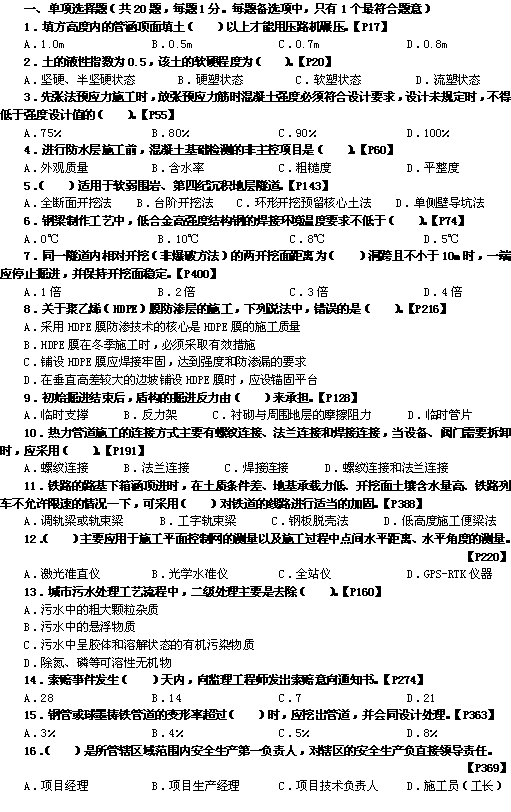 一、单项选择题(共20题,每题1分。每题备选项中,只有1个最符合题意)
1.填方高度内的管涵顶面填土( )以上才能用压路机碾压。【P17】
A.1.0m B.0.5m C.0.7m D.0.8m
2.土的液性指数为0.5,该土的软硬程度为( )。【P20】
A.坚硬、半坚硬状态 B.硬塑状态 C.软塑状态 D.流塑状态
3.先张法预应力施工时,放张预应力筋时混凝土强度必须符合设计要求,设计未规定时,不得
低于强度设计值的( )。【P55】
A.75% B.80% C.90% D.100%
4.进行防水层施工前,混凝土基础检测的非主控项目是( )。【P60】
A.外观质量 B.含水率 C.粗糙度 D.平整度
5.( )适用于软弱围岩、第四纪沉积地层隧道。【P143】
A.全断面开挖法 B.台阶开挖法 C.环形开挖预留核心土法 D.单侧壁导坑法
6.钢梁制作工艺中,低合金高强度结构钢的焊接环境温度要求不低于( )。【P74】
A.0℃ B.10℃ C.8℃ D.5℃
7.同一隧道内相对开挖(非爆破方法)的两开挖面距离为( )洞跨且不小于10m时,一端
应停止掘进,并保持开挖面稳定。【P400】
A.1倍 B.2倍 C.3倍 D.4倍
8.关于聚乙烯(HDPE)膜防渗层的施工,下列说法中,错误的是( )。【P216】
A.采用HDPE膜防渗技术的核心是HDPE膜的施工质量
B.HDPE膜在冬季施工时,必须采取有效措施
C.铺设HDPE膜应焊接牢固,达到强度和防渗漏的要求
D.在垂直高差较大的边坡铺设HDPE膜时,应设锚固平台
9.初始掘进结束后,盾构的掘进反力由( )来承担。【P128】
A.临时支撑 B.反力架 C.衬砌与周围地层的摩擦阻力 D.临时管片
10.热力管道施工的连接方式主要有螺纹连接、法兰连接和焊接连接,当设备、阀门需要拆卸
时,应采用( )。【P191】
A.螺纹连接 B.法兰连接 C.焊接连接 D.螺纹连接和法兰连接
11.铁路的路基下箱涵顶进时,在土质条件差、地基承载力低、开挖面土壤含水量高、铁路列
车不允许限速的情况一下,可采用( )对铁道的线路进行适当的加固。【P388】
A.调轨梁或轨束梁 B.工字轨束梁 C.钢板脱壳法 D.低高度施工便梁法
12.( )主要应用于施工平面控制网的测量以及施工过程中点间水平距离、水平角度的测量。
【P220】
A.激光准直仪 B.光学水准仪 C.全站仪 D.GPS-RTK仪器
13.城市污水处理工艺流程中,二级处理主要是去除( )。【P160】
A.污水中的粗大颗粒杂质
B.污水中的悬浮物质
C.污水中呈胶体和溶解状态的有机污染物质
D.除氮、磷等可溶性无机物
14.索赔事件发生( )天内,向监理工程师发出索赔意向通知书。【P274】
A.28 B.14 C.7 D.21
15.钢管或球墨铸铁管道的变形率超过( )时,应挖出管道,并会同设计处理。【P363】
A.3% B.4% C.5% D.8%
16.( )是所管辖区域范围内安全生产第一负责人,对辖区的安全生产负直接领导责任。
【P369】
A.项目经理 B.项目生产经理 C.项目技术负责人 D.施工员(工长)